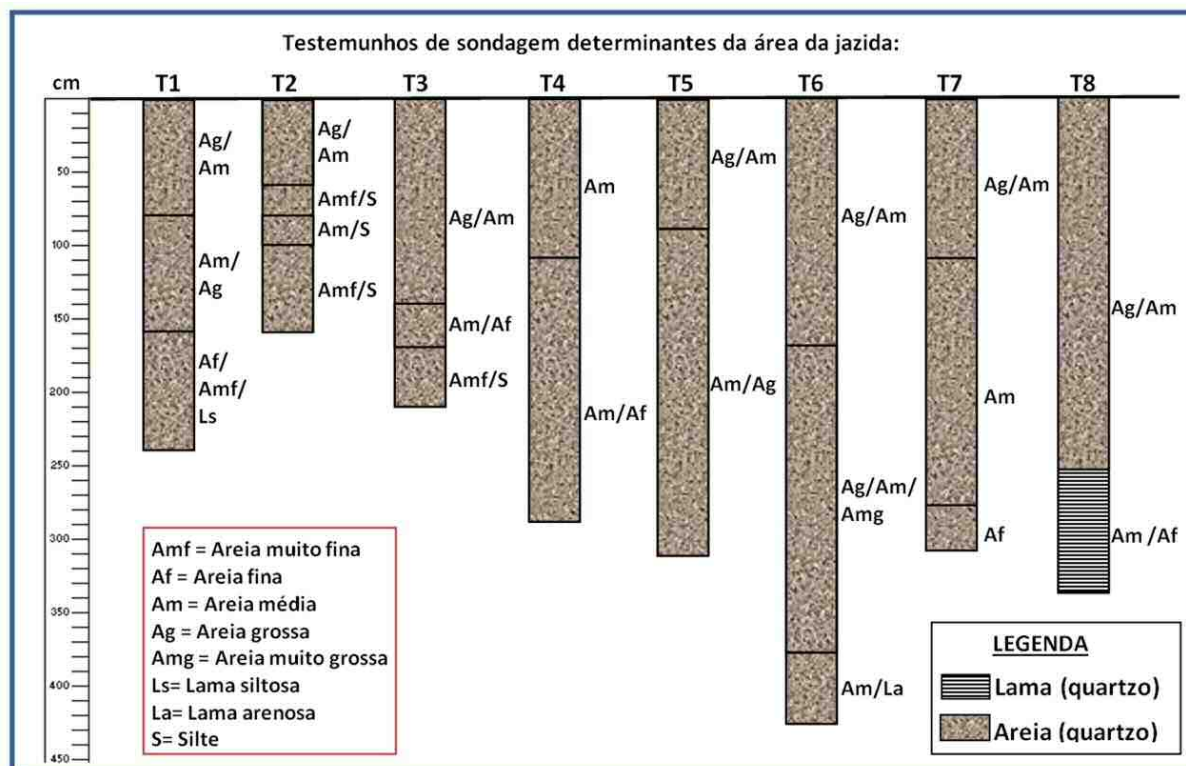 Testemunhos de sondagem determinantes da área da jazida:
cm T1 T2 T3 T4 T5 T6 T7 T8
50
100
150
200
250
300
350
400
450
Ag/
Am
Am/
Ag
Af/
Amf/
Ls
Ag/
Am
Amf/S
Am/S
Amf/S
Ag/Am
Am/Af
Amf/S
Am
Am/Af
Ag/Am
Am/Ag
Ag/Am
Ag/Am/
Amg
Am/La
Ag/Am
Am
Af
Ag/Am
Am /Af
Amf = Areia muito fina
Af = Areia fina
Am = Areia média
Ag = Areia grossa
Amg = Areia muito grossa
Ls= Lama siltosa
La= Lama arenosa
S= Silte
LEGENDA
Lama (quartzo)
Areia (quartzo)